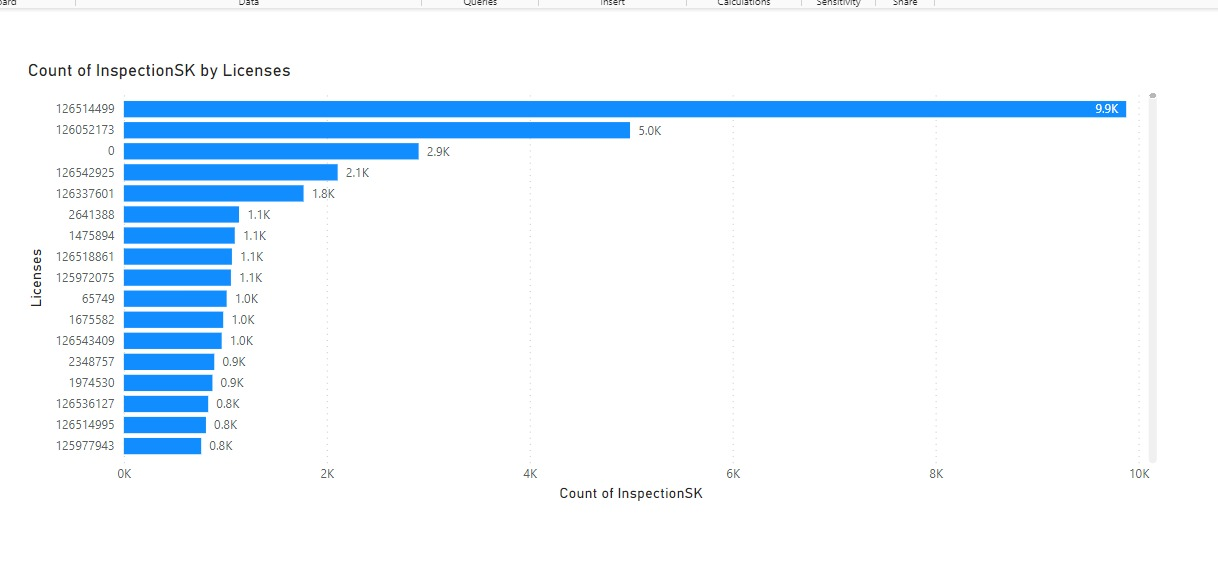 Data Queries Insert Calculations Sensitivity Share
Count of InspectionSK by Licenses
126514499 9.9K
126052173 5.0K
0 2.9K
126542925 2.1K
126337601 1.8K
2641388 1.1K
1475894 1.1K
126518861 1.1K
125972075 1.1K
65749 1.0K
1675582 1.0K
126543409 1.0K
2348757 0.9K
1974530 0.9K
126536127 0.8K
126514995 0.8K
125977943 0.8K
Licenses
0K 2K 4K 6K 8K 10K
Count of InspectionSK